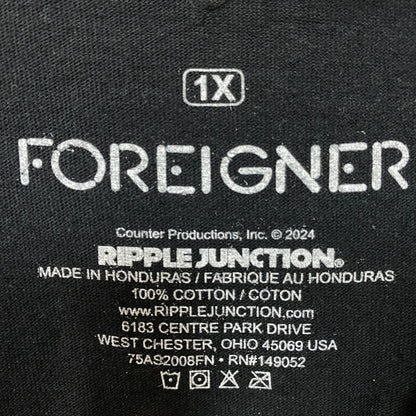 1X
FOREIGNER
Counter Productions, Inc. © 2024
RIPPLE JUNCTION®
MADE IN HONDURAS / FABRIQUE AU HONDURAS
100% COTTON / COTON
www.RIPPLEJUNCTION.com
6183 CENTRE PARK DRIVE
WEST CHESTER, OHIO 45069 USA
75AS2008FN • RN#149052